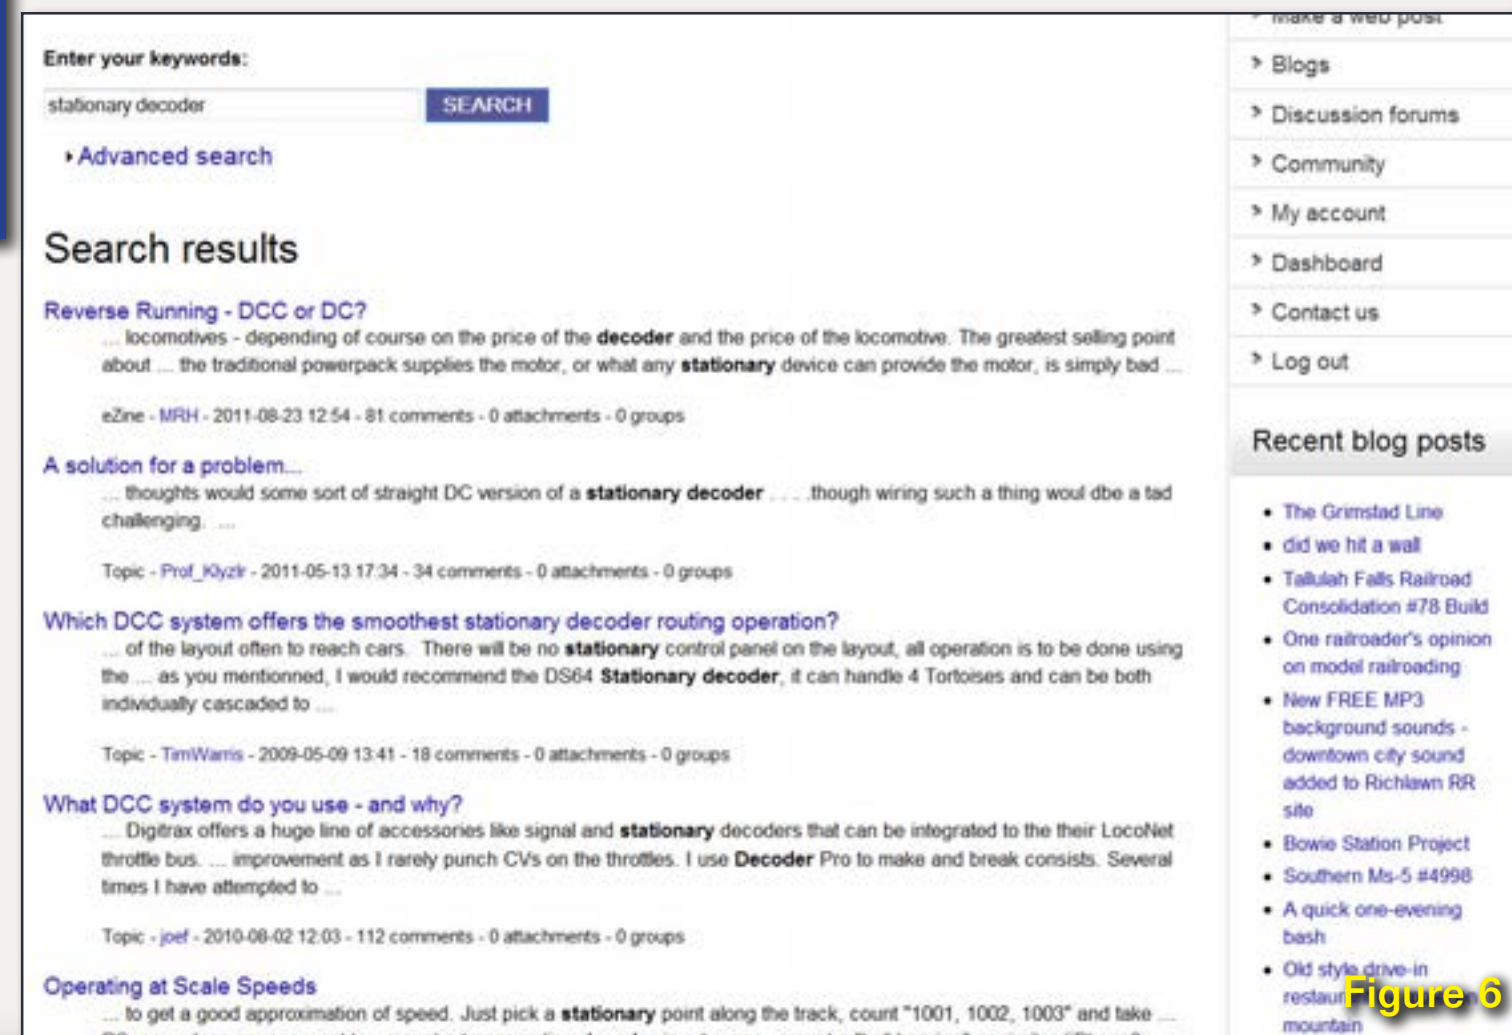 Enter your keywords:
stationary decoder
SEARCH
Advanced search
Search results
Reverse Running - DCC or DC?
... locomotives - depending of course on the price of the decoder and the price of the locomotive. The greatest selling point
about ... the traditional powerpack supplies the motor, or what any stationary device can provide the motor, is simply bad ...
eZine - MRH - 2011-08-23 12:54 - 81 comments - 0 attachments - 0 groups
A solution for a problem...
... thoughts would some sort of straight DC version of a stationary decoder . . . .though wiring such a thing woul dbe a tad
challenging. ...
Topic - Prof_Klyzlr - 2011-05-13 17:34 - 34 comments - 0 attachments - 0 groups
Which DCC system offers the smoothest stationary decoder routing operation?
... of the layout often to reach cars. There will be no stationary control panel on the layout, all operation is to be done using
the ... as you mentionned, I would recommend the DS64 Stationary decoder, it can handle 4 Tortoises and can be both
individually cascaded to ...
Topic - TimWarris - 2009-05-09 13:41 - 18 comments - 0 attachments - 0 groups
What DCC system do you use - and why?
... Digitrax offers a huge line of accessories like signal and stationary decoders that can be integrated to the their LocoNet
throttle bus. ... improvement as I rarely punch CVs on the throttles. I use Decoder Pro to make and break consists. Several
times I have attempted to ...
Topic - joef - 2010-08-02 12:03 - 112 comments - 0 attachments - 0 groups
Operating at Scale Speeds
... to get a good approximation of speed. Just pick a stationary point along the track, count "1001, 1002, 1003" and take ...
Make a web post
Blogs
Discussion forums
Community
My account
Dashboard
Contact us
Log out
Recent blog posts
The Grimstad Line
did we hit a wall
Tallulah Falls Railroad
Consolidation #78 Build
One railroader's opinion
on model railroading
New FREE MP3
background sounds -
downtown city sound
added to Richlawn RR
site
Bowie Station Project
Southern Ms-5 #4998
A quick one-evening
bash
Old style drive-in
mountain
Figure 6